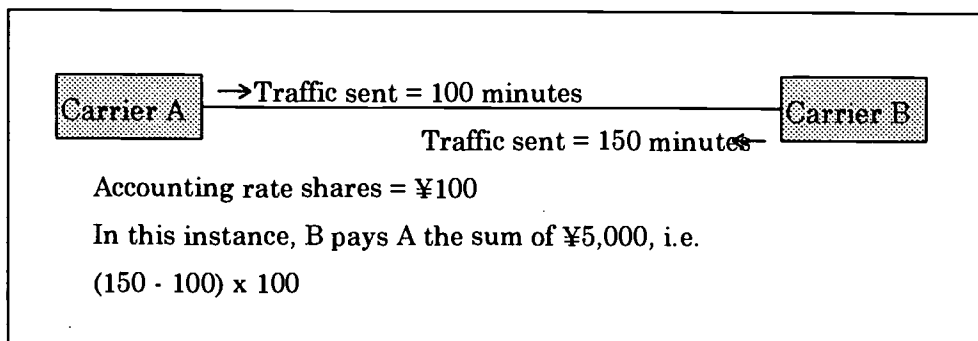 →Traffic sent = 100 minutes
Carrier A
Carrier B
Traffic sent = 150 minutes←
Accounting rate shares = ¥100
In this instance, B pays A the sum of ¥5,000, i.e.
(150 - 100) x 100